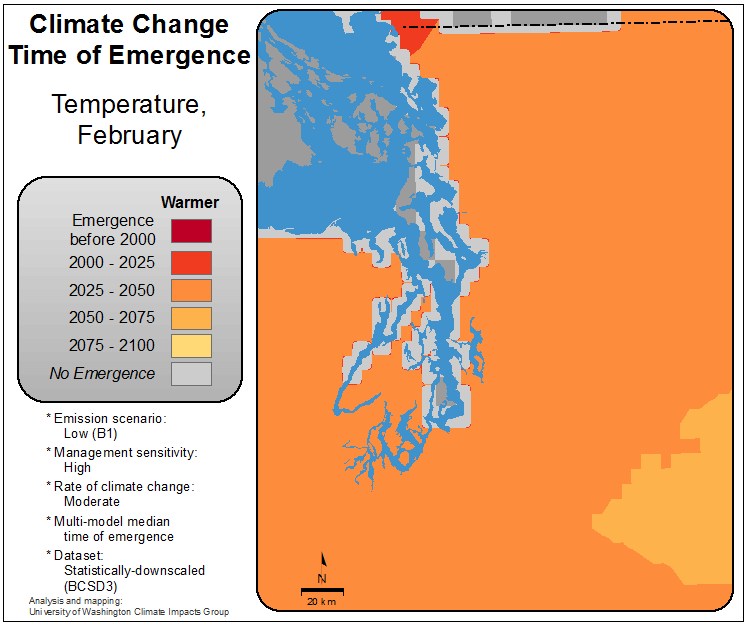 Climate Change
Time of Emergence
Temperature,
February
Warmer
Emergence
before 2000
2000 - 2025
2025 - 2050
2050 - 2075
2075 - 2100
No Emergence
* Emission scenario:
Low (B1)
* Management sensitivity:
High
* Rate of climate change:
Moderate
* Multi-model median
time of emergence
* Dataset:
Statistically-downscaled
(BCSD3)
Analysis and mapping:
University of Washington Climate Impacts Group
N
20 km